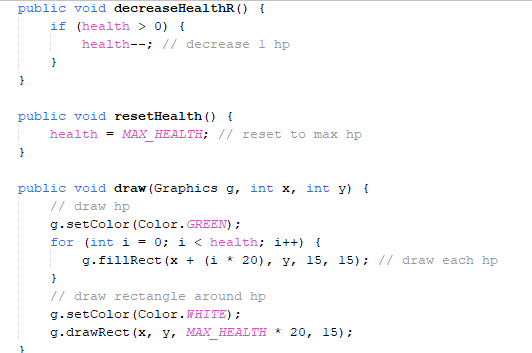 public void decreaseHealthR() {
    if (health > 0) {
        health--; // decrease 1 hp
    }
}

public void resetHealth() {
    health = MAX_HEALTH; // reset to max hp
}

public void draw(Graphics g, int x, int y) {
    // draw hp
    g.setColor(Color.GREEN);
    for (int i = 0; i < health; i++) {
        g.fillRect(x + (i * 20), y, 15, 15); // draw each hp
    }
    // draw rectangle around hp
    g.setColor(Color.WHITE);
    g.drawRect(x, y, MAX_HEALTH * 20, 15);
}